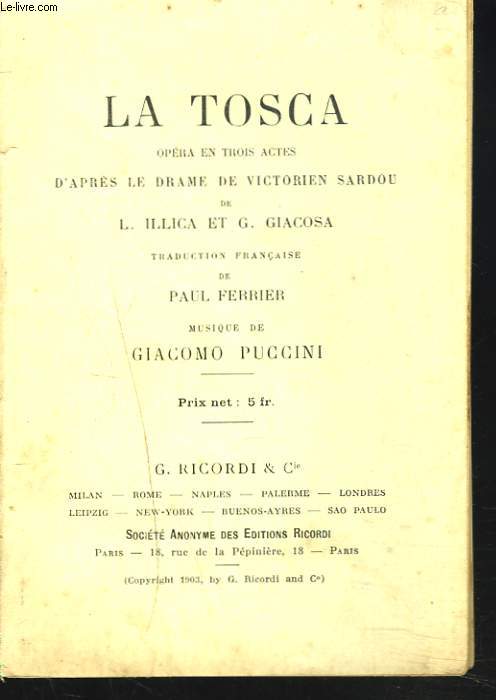 Le-livre.com
LA TOSCA
OPÉRA EN TROIS ACTES
D'APRÈS LE DRAME DE VICTORIEN SARDOU
DE
L. ILLICA ET G. GIACOSA
TRADUCTION FRANÇAISE
DE
PAUL FERRIER
MUSIQUE DE
GIACOMO PUCCINI
Prix net : 5 fr.
G. RICORDI & Cie
MILAN — ROME — NAPLES — PALERME — LONDRES
LEIPZIG — NEW-YORK — BUENOS-AYRES — SAO PAULO
SOCIÉTÉ ANONYME DES EDITIONS RICORDI
PARIS — 18, rue de la Pépinière, 18 — PARIS
(Copyright 1903, by G. Ricordi and Co)